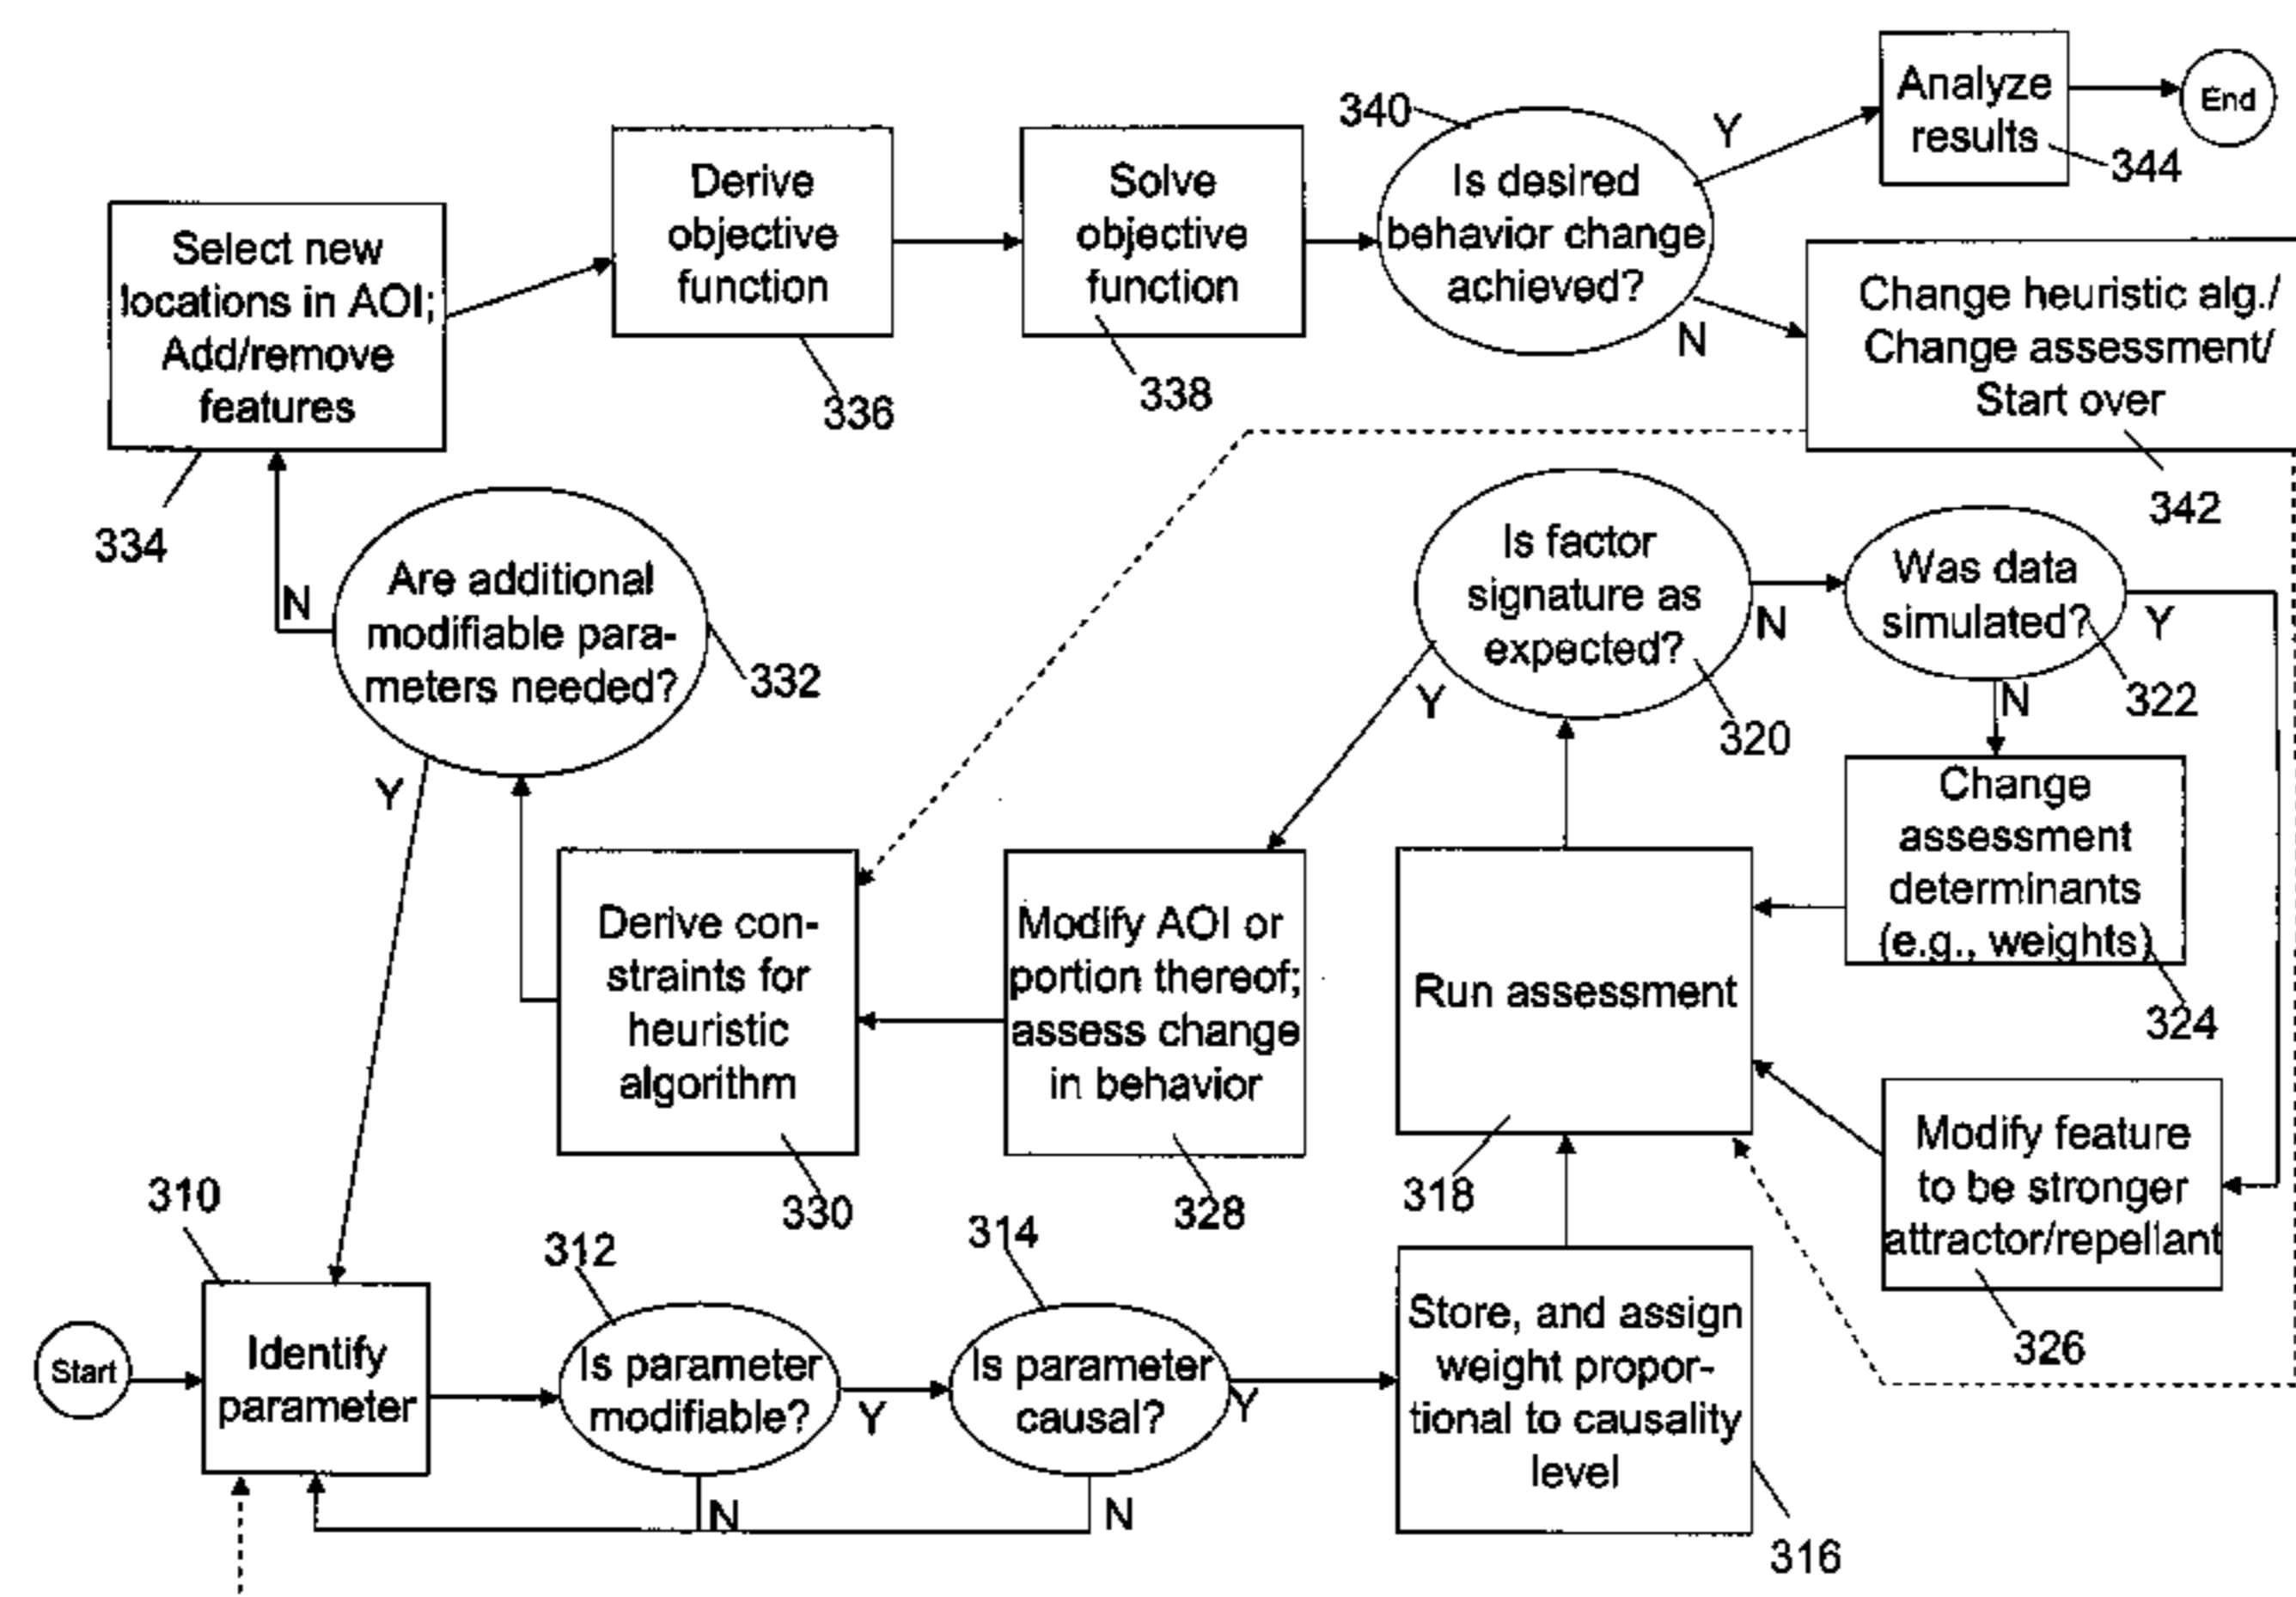 Analyze
results
344
End
340
Y
Is desired
behavior change
achieved?
N
Solve
objective
function
338
Derive
objective
function
336
Select new
locations in AOI;
Add/remove
features
334
Change heuristic alg./
Change assessment/
Start over
342
Are additional
modifiable para-
meters needed?
332
N
Y
Is factor
signature as
expected?
320
N
Y
Was data
simulated?
322
Y
N
Change
assessment
determinants
(e.g., weights)
324
Derive con-
straints for
heuristic
algorithm
330
Modify AOI or
portion thereof;
assess change
in behavior
328
Run assessment
318
Modify feature
to be stronger
attractor/repellant
326
310
Start
Identify
parameter
312
Is parameter
modifiable?
Y
N
314
Is parameter
causal?
Y
N
Store, and assign
weight propor-
tional to causality
level
316